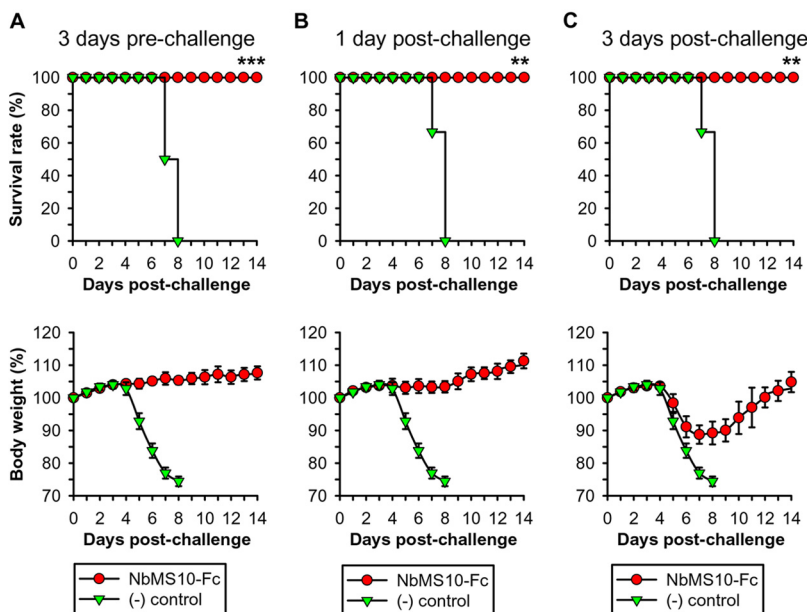 A
3 days pre-challenge
***
Survival rate (%)
100
80
60
40
20
0
0 2 4 6 8 10 12 14
Days post-challenge
B
1 day post-challenge
**
100
80
60
40
20
0
0 2 4 6 8 10 12 14
Days post-challenge
C
3 days post-challenge
**
100
80
60
40
20
0
0 2 4 6 8 10 12 14
Days post-challenge
Body weight (%)
120
110
100
90
80
70
0 2 4 6 8 10 12 14
Days post-challenge
NbMS10-Fc
(-) control
120
110
100
90
80
70
0 2 4 6 8 10 12 14
Days post-challenge
NbMS10-Fc
(-) control
120
110
100
90
80
70
0 2 4 6 8 10 12 14
Days post-challenge
NbMS10-Fc
(-) control